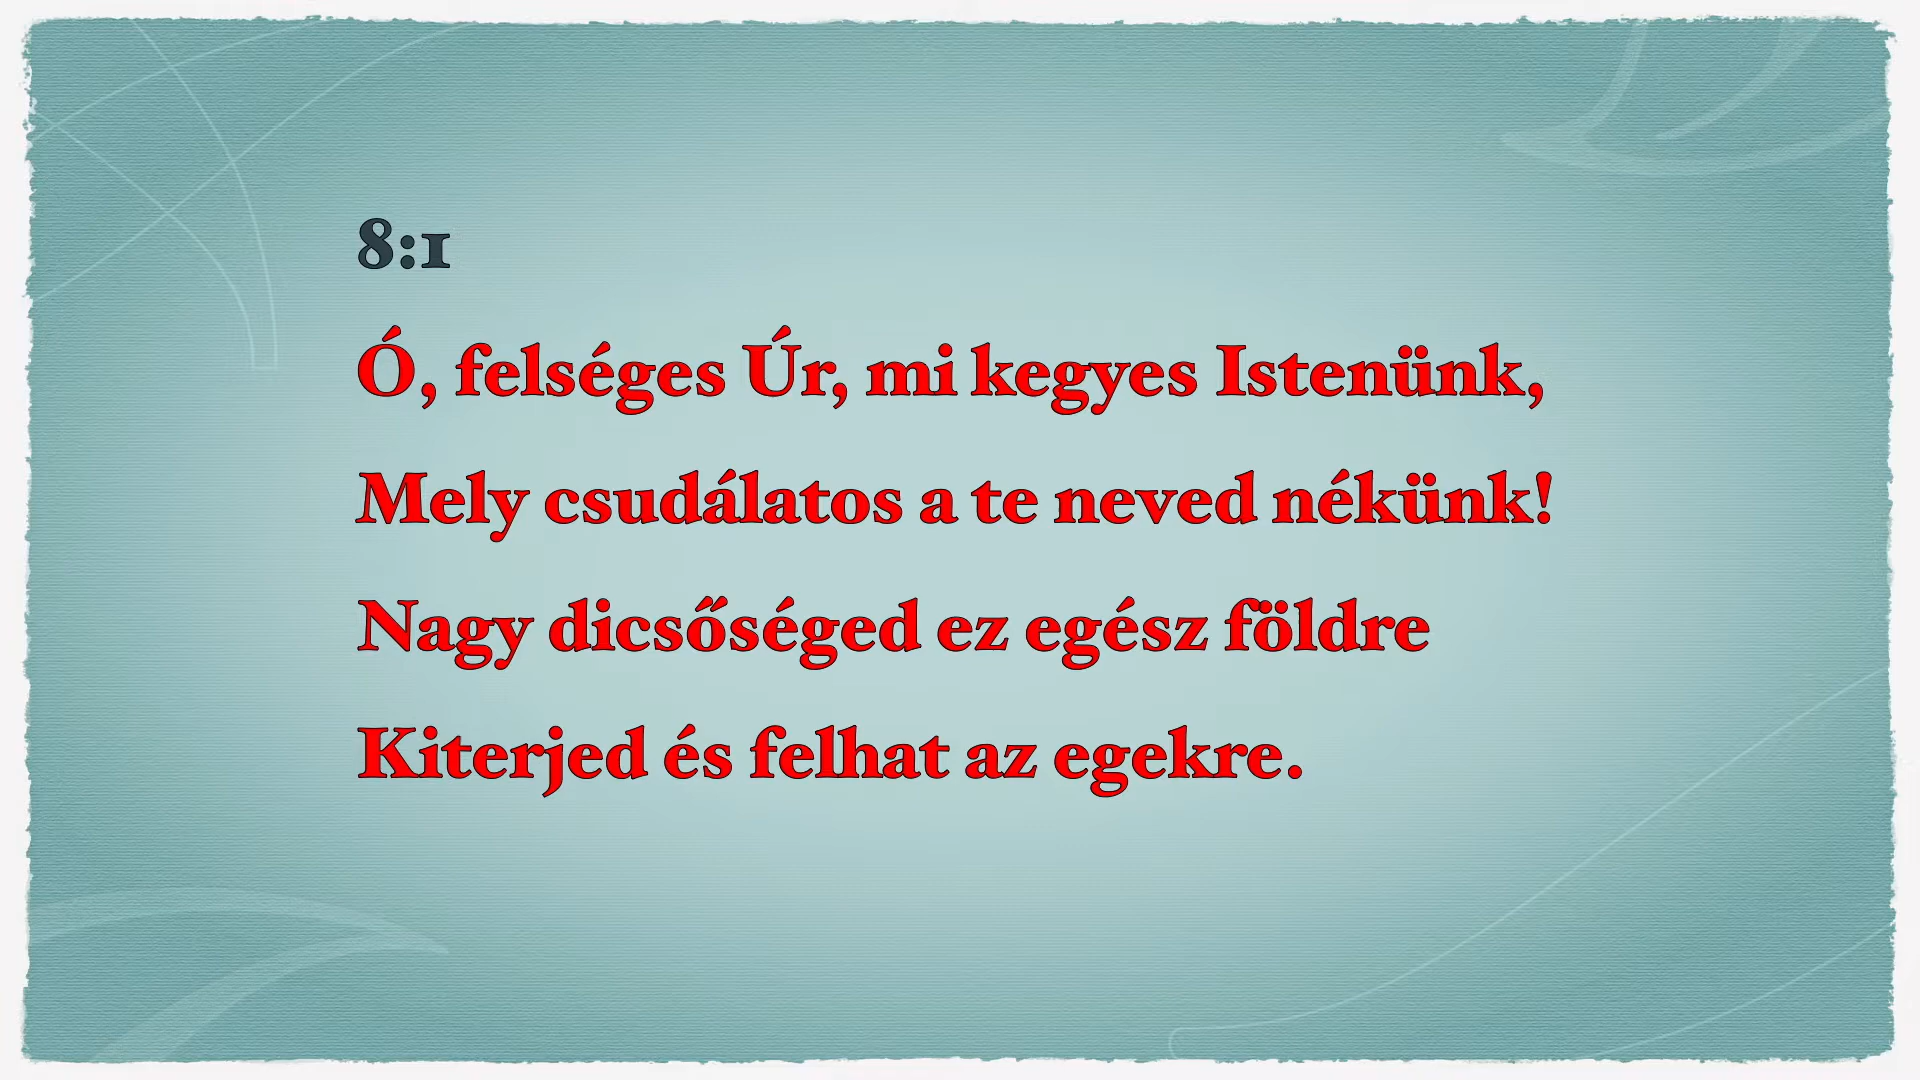 8:1
Ó, felséges Úr, mi kegyes Istenünk,
Mely csudálatos a te neved nékünk!
Nagy dicsőséged ez egész földre
Kiterjed és felhat az egekre.